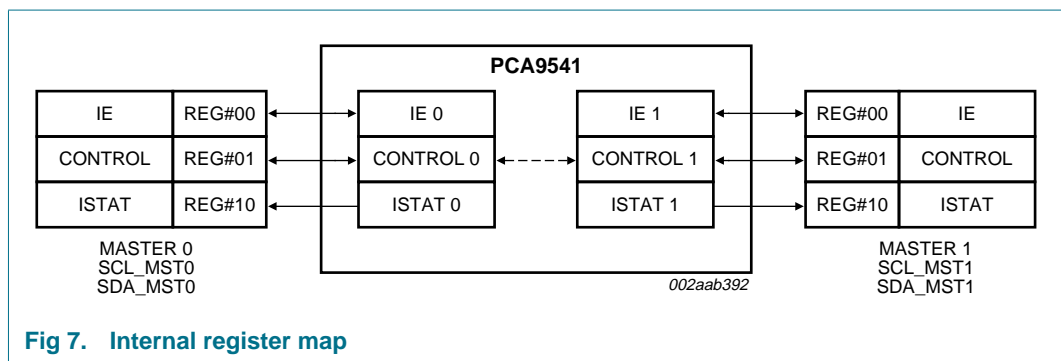 PCA9541
IE REG#00 IE 0 IE 1 REG#00 IE
CONTROL REG#01 CONTROL 0 CONTROL 1 REG#01 CONTROL
ISTAT REG#10 ISTAT 0 ISTAT 1 REG#10 ISTAT
MASTER 0
SCL_MST0
SDA_MST0
MASTER 1
SCL_MST1
SDA_MST1
002aab392
Fig 7. Internal register map